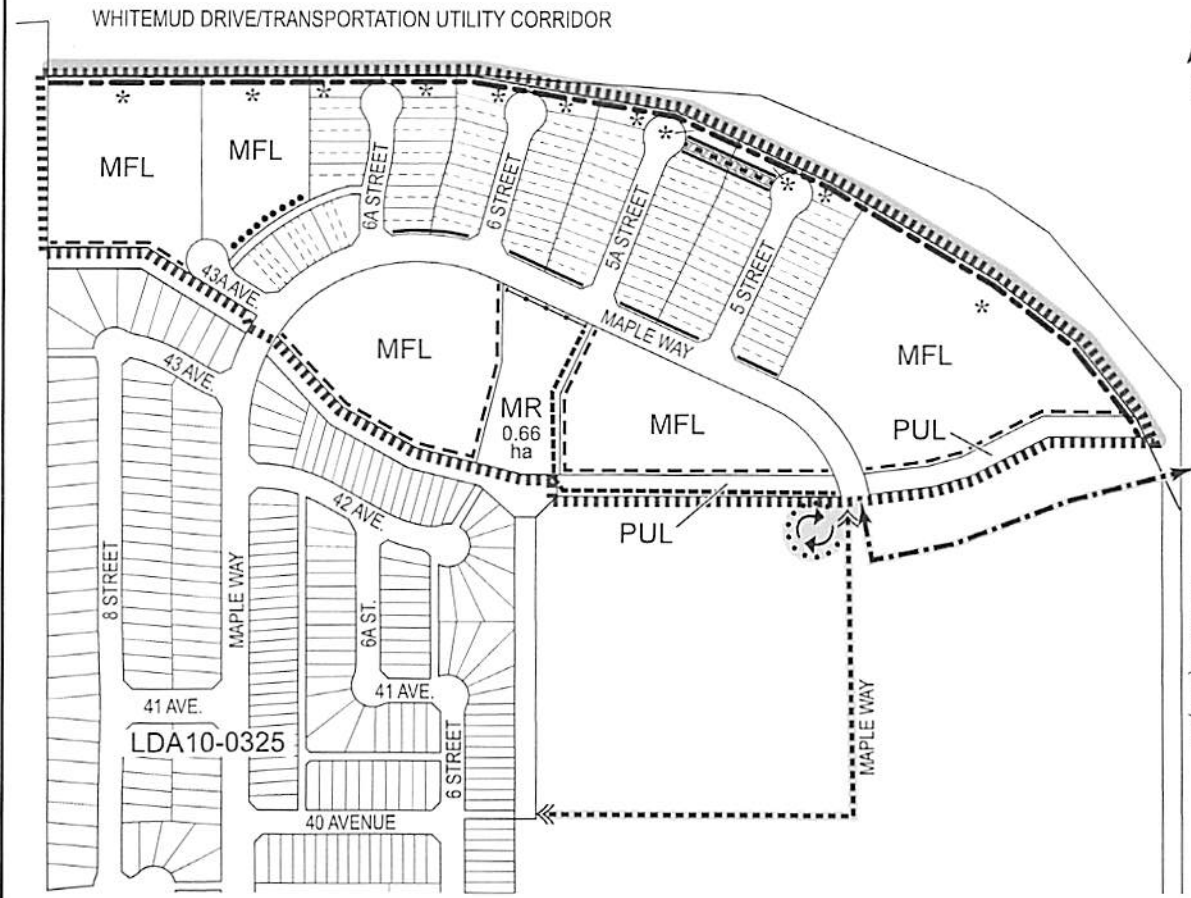 WHITEMUD DRIVE/TRANSPORTATION UTILITY CORRIDOR
MFL
MFL
6A STREET
6 STREET
5A STREET
5 STREET
43A AVE.
MAPLE WAY
MFL
MFL
MR
0.66
ha
MFL
PUL
PUL
43 AVE.
42 AVE.
8 STREET
MAPLE WAY
6A ST.
41 AVE.
41 AVE.
6 STREET
MAPLE WAY
LDA10-0325
40 AVENUE